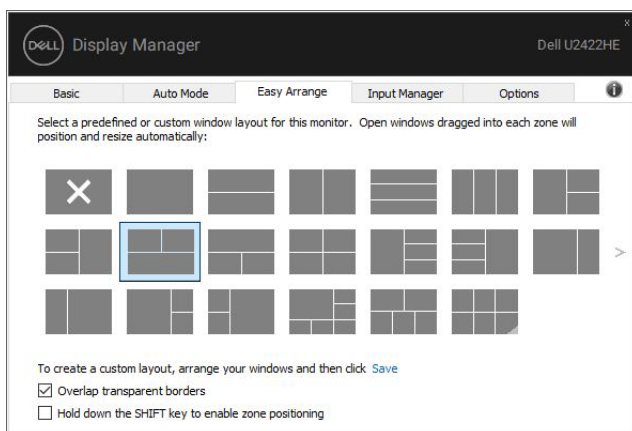 x
DELL Display Manager Dell U2422HE
Basic Auto Mode Easy Arrange Input Manager Options i
Select a predefined or custom window layout for this monitor. Open windows dragged into each zone will
position and resize automatically:
>
To create a custom layout, arrange your windows and then click Save
Overlap transparent borders
Hold down the SHIFT key to enable zone positioning